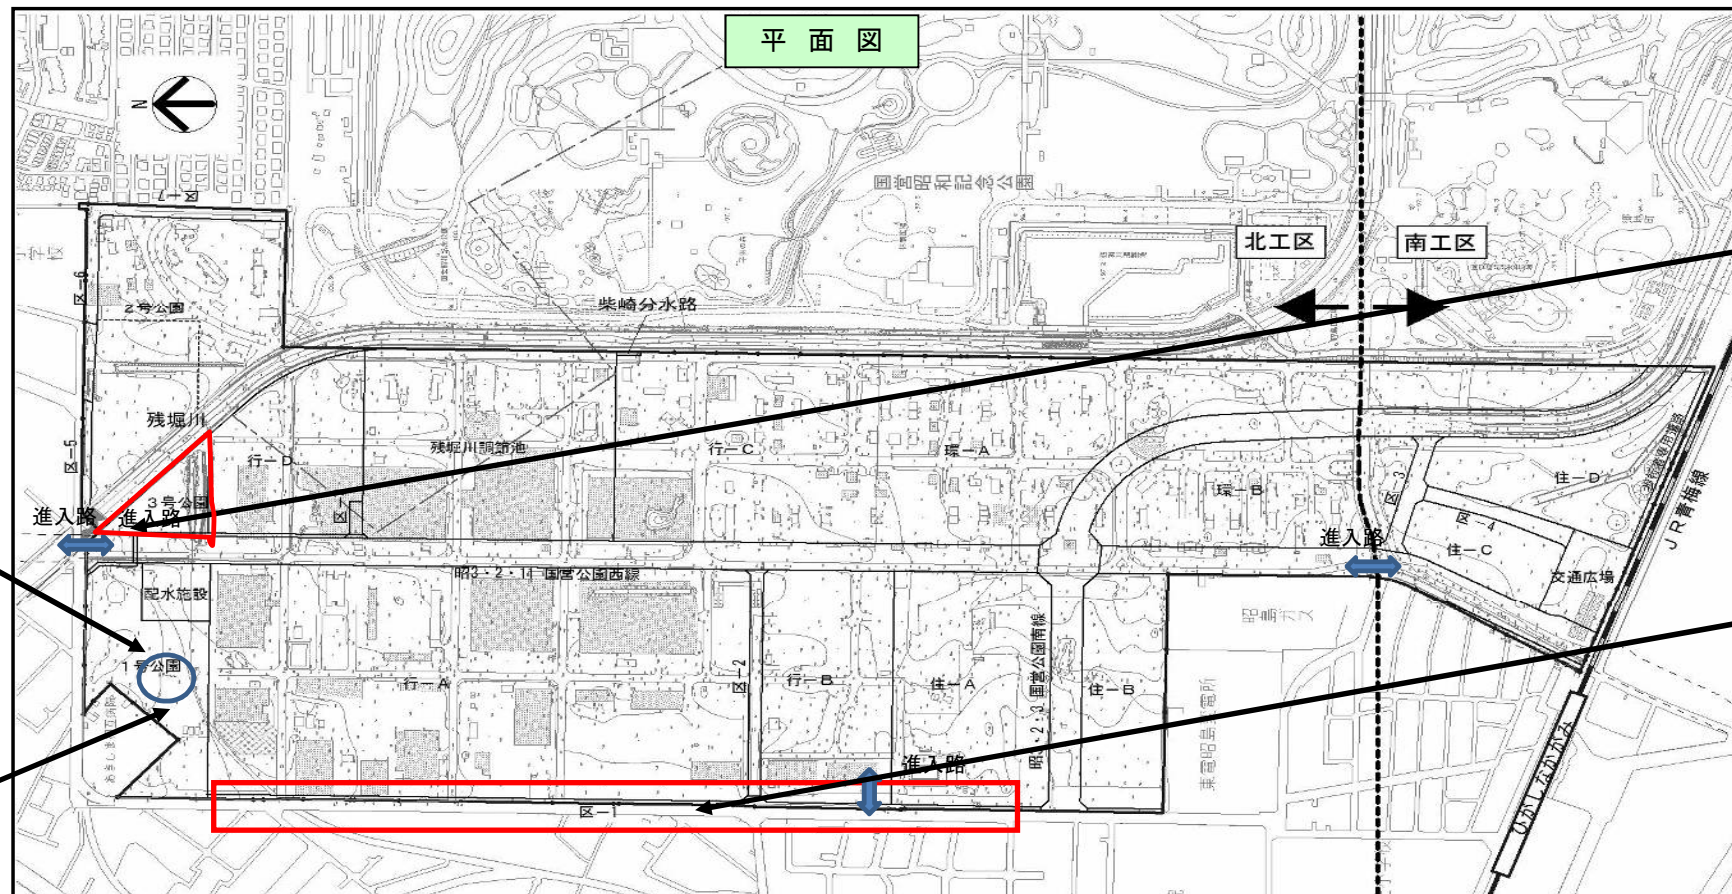 平 面 図
N
国営昭和記念公園
北工区
南工区
区-7
小学校
区-6
2号公園
柴崎分水路
残堀川
区-5
行-D
残堀川調節池
行-C
環-A
環-B
区-3
住-D
JR青梅線
3号公園
進入路
進入路
区-
進入路
区-4
住-C
交通広場
昭3・2・11 国営公園西線
配水施設
昭島ガス
1号公園
行-A
区-2
行-B
住-A
昭3・2・3 国営公園南線
住-B
東電昭島変電所
進入路
区-1
ひがしなかがみ